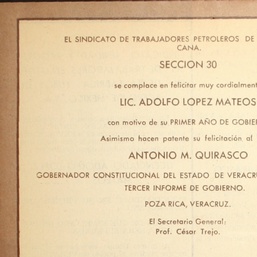 EL SINDICATO DE TRABAJADORES PETROLEROS DE
CANA.
SECCION 30
se complace en felicitar muy cordialment
LIC. ADOLFO LOPEZ MATEOS
con motivo de su PRIMER AÑO DE GOBIER
Asimismo hacen patente su felicitación al
ANTONIO M. QUIRASCO
GOBERNADOR CONSTITUCIONAL DEL ESTADO DE VERACRU
TERCER INFORME DE GOBIERNO.
POZA RICA, VERACRUZ.
El Secretario General:
Prof. César Trejo.